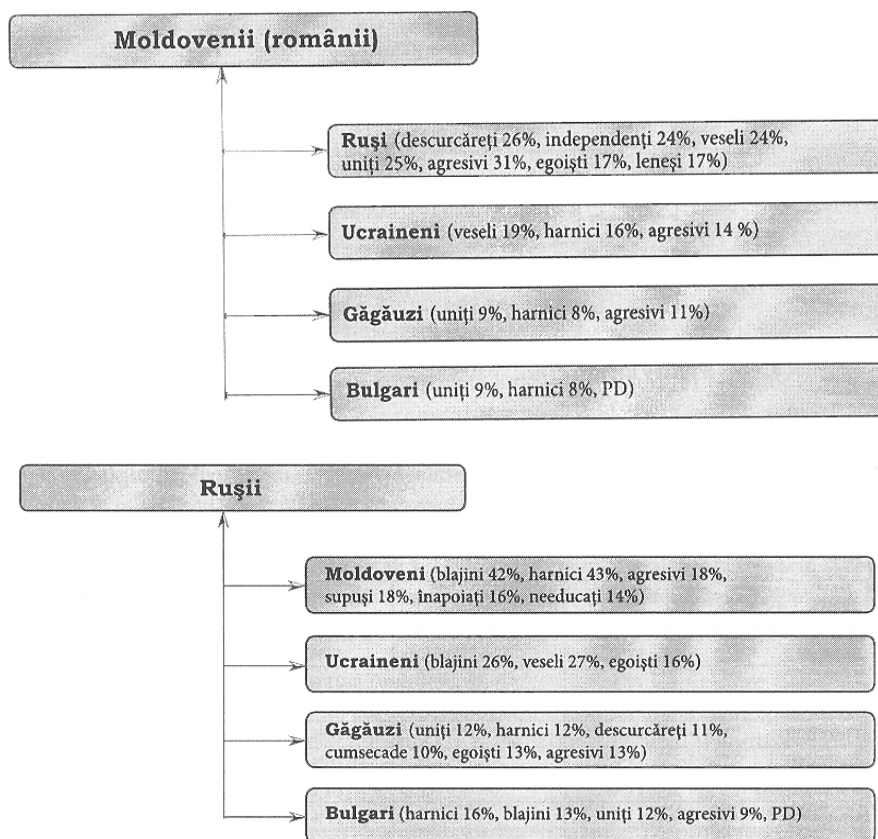 Moldovenii (românii)
Ruşi (descurcăreţi 26%, independenţi 24%, veseli 24%,
uniţi 25%, agresivi 31%, egoişti 17%, leneşi 17%)
Ucraineni (veseli 19%, harnici 16%, agresivi 14 %)
Găgăuzi (uniţi 9%, harnici 8%, agresivi 11%)
Bulgari (uniţi 9%, harnici 8%, PD)
Ruşii
Moldoveni (blajini 42%, harnici 43%, agresivi 18%,
supuşi 18%, înapoiaţi 16%, needucaţi 14%)
Ucraineni (blajini 26%, veseli 27%, egoişti 16%)
Găgăuzi (uniţi 12%, harnici 12%, descurcăreţi 11%,
cumsecade 10%, egoişti 13%, agresivi 13%)
Bulgari (harnici 16%, blajini 13%, uniţi 12%, agresivi 9%, PD)